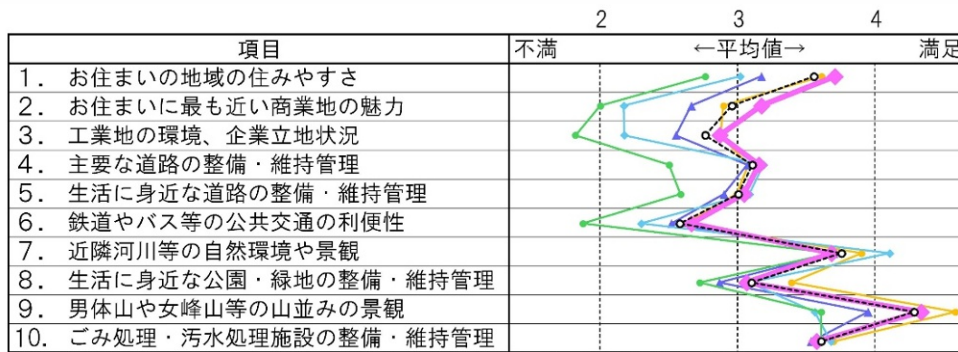 2 3 4
項目 不満 ←平均値→ 満足
1. お住まいの地域の住みやすさ
2. お住まいに最も近い商業地の魅力
3. 工業地の環境、企業立地状況
4. 主要な道路の整備・維持管理
5. 生活に身近な道路の整備・維持管理
6. 鉄道やバス等の公共交通の利便性
7. 近隣河川等の自然環境や景観
8. 生活に身近な公園・緑地の整備・維持管理
9. 男体山や女峰山等の山並みの景観
10. ごみ処理・汚水処理施設の整備・維持管理